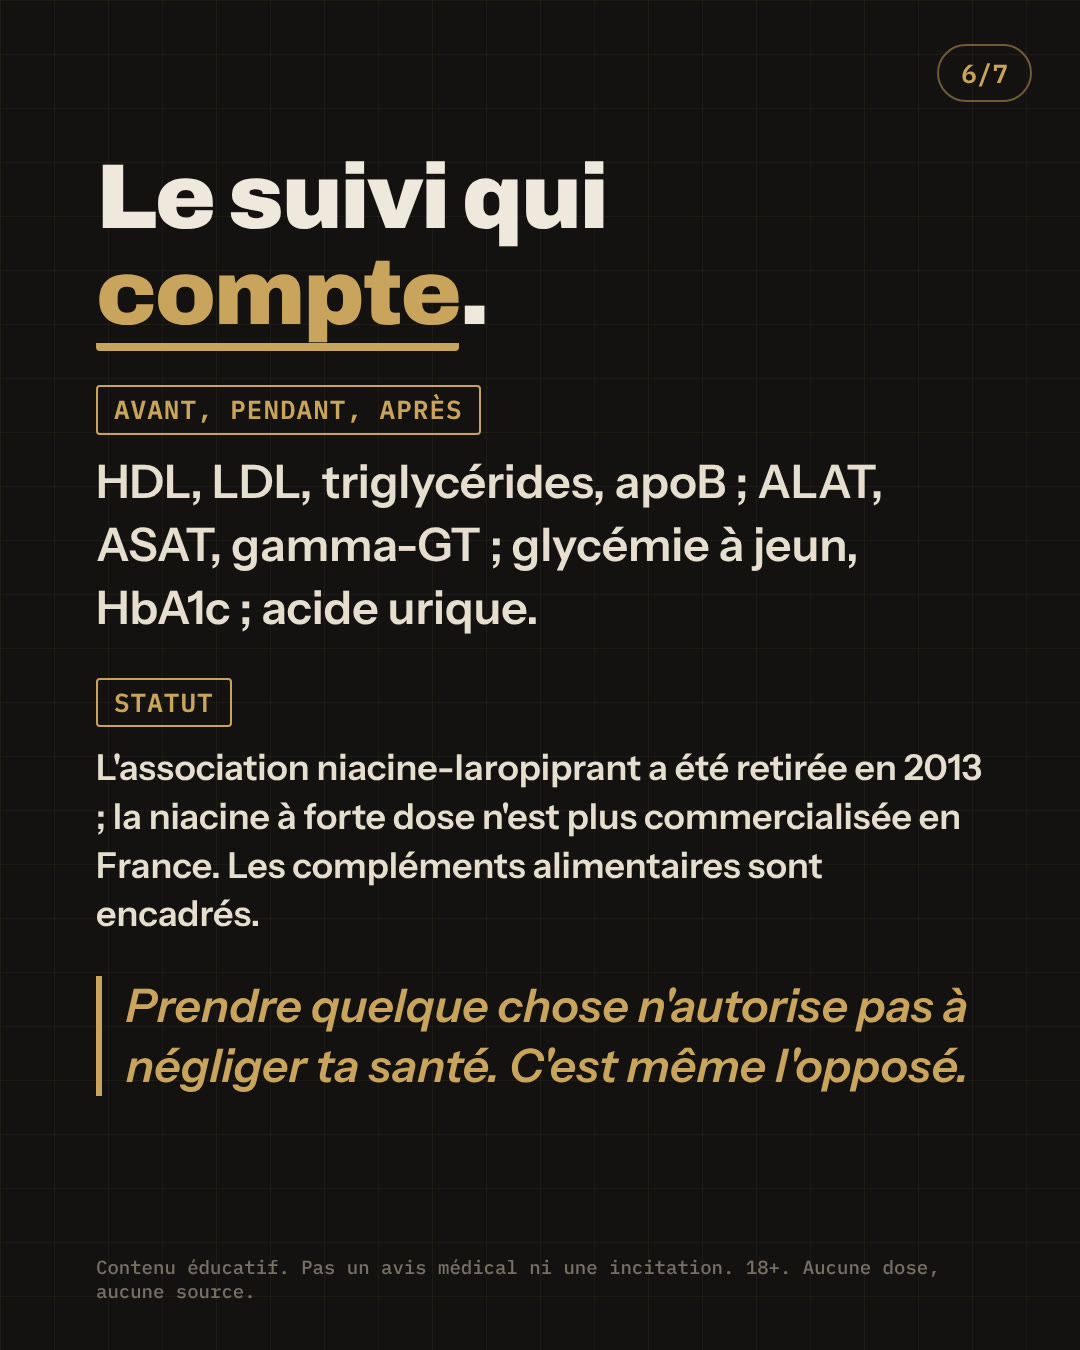 6/7
Le suivi qui
compte.
AVANT, PENDANT, APRÈS
HDL, LDL, triglycérides, apoB ; ALAT,
ASAT, gamma-GT ; glycémie à jeun,
HbA1c ; acide urique.
STATUT
L'association niacine-laropiprant a été retirée en 2013
; la niacine à forte dose n'est plus commercialisée en
France. Les compléments alimentaires sont
encadrés.
Prendre quelque chose n'autorise pas à
négliger ta santé. C'est même l'opposé.
Contenu éducatif. Pas un avis médical ni une incitation. 18+. Aucune dose,
aucune source.